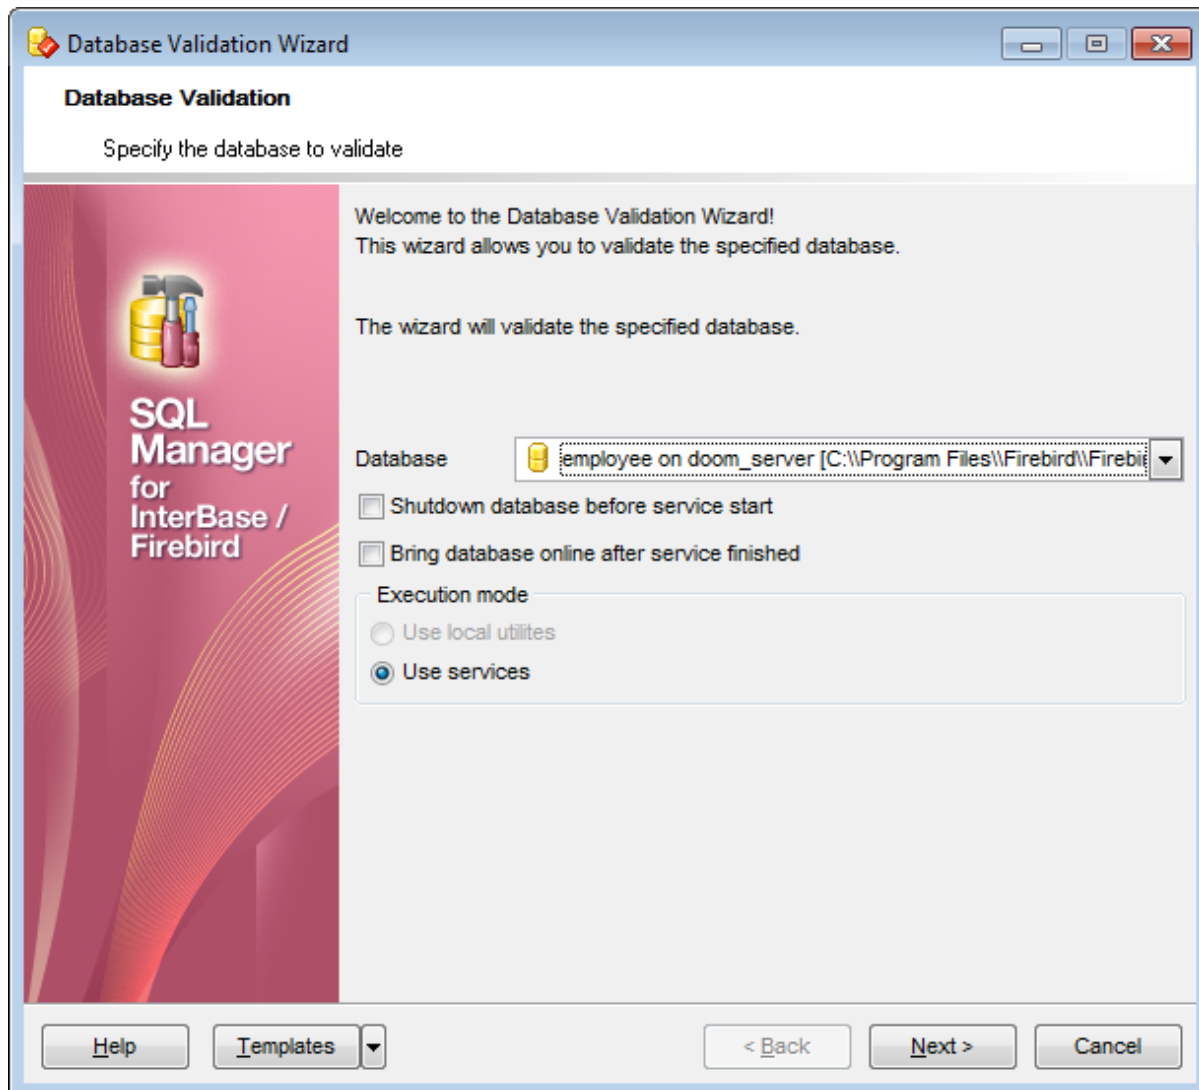 Database Validation Wizard
Database Validation
Specify the database to validate
Welcome to the Database Validation Wizard!
This wizard allows you to validate the specified database.
The wizard will validate the specified database.
SQL
Manager
for
InterBase /
Firebird
Database
employee on doom_server [C:\\Program Files\\Firebird\\Firebir
Shutdown database before service start
Bring database online after service finished
Execution mode
Use local utilites
Use services
Help
Templates
< Back
Next >
Cancel